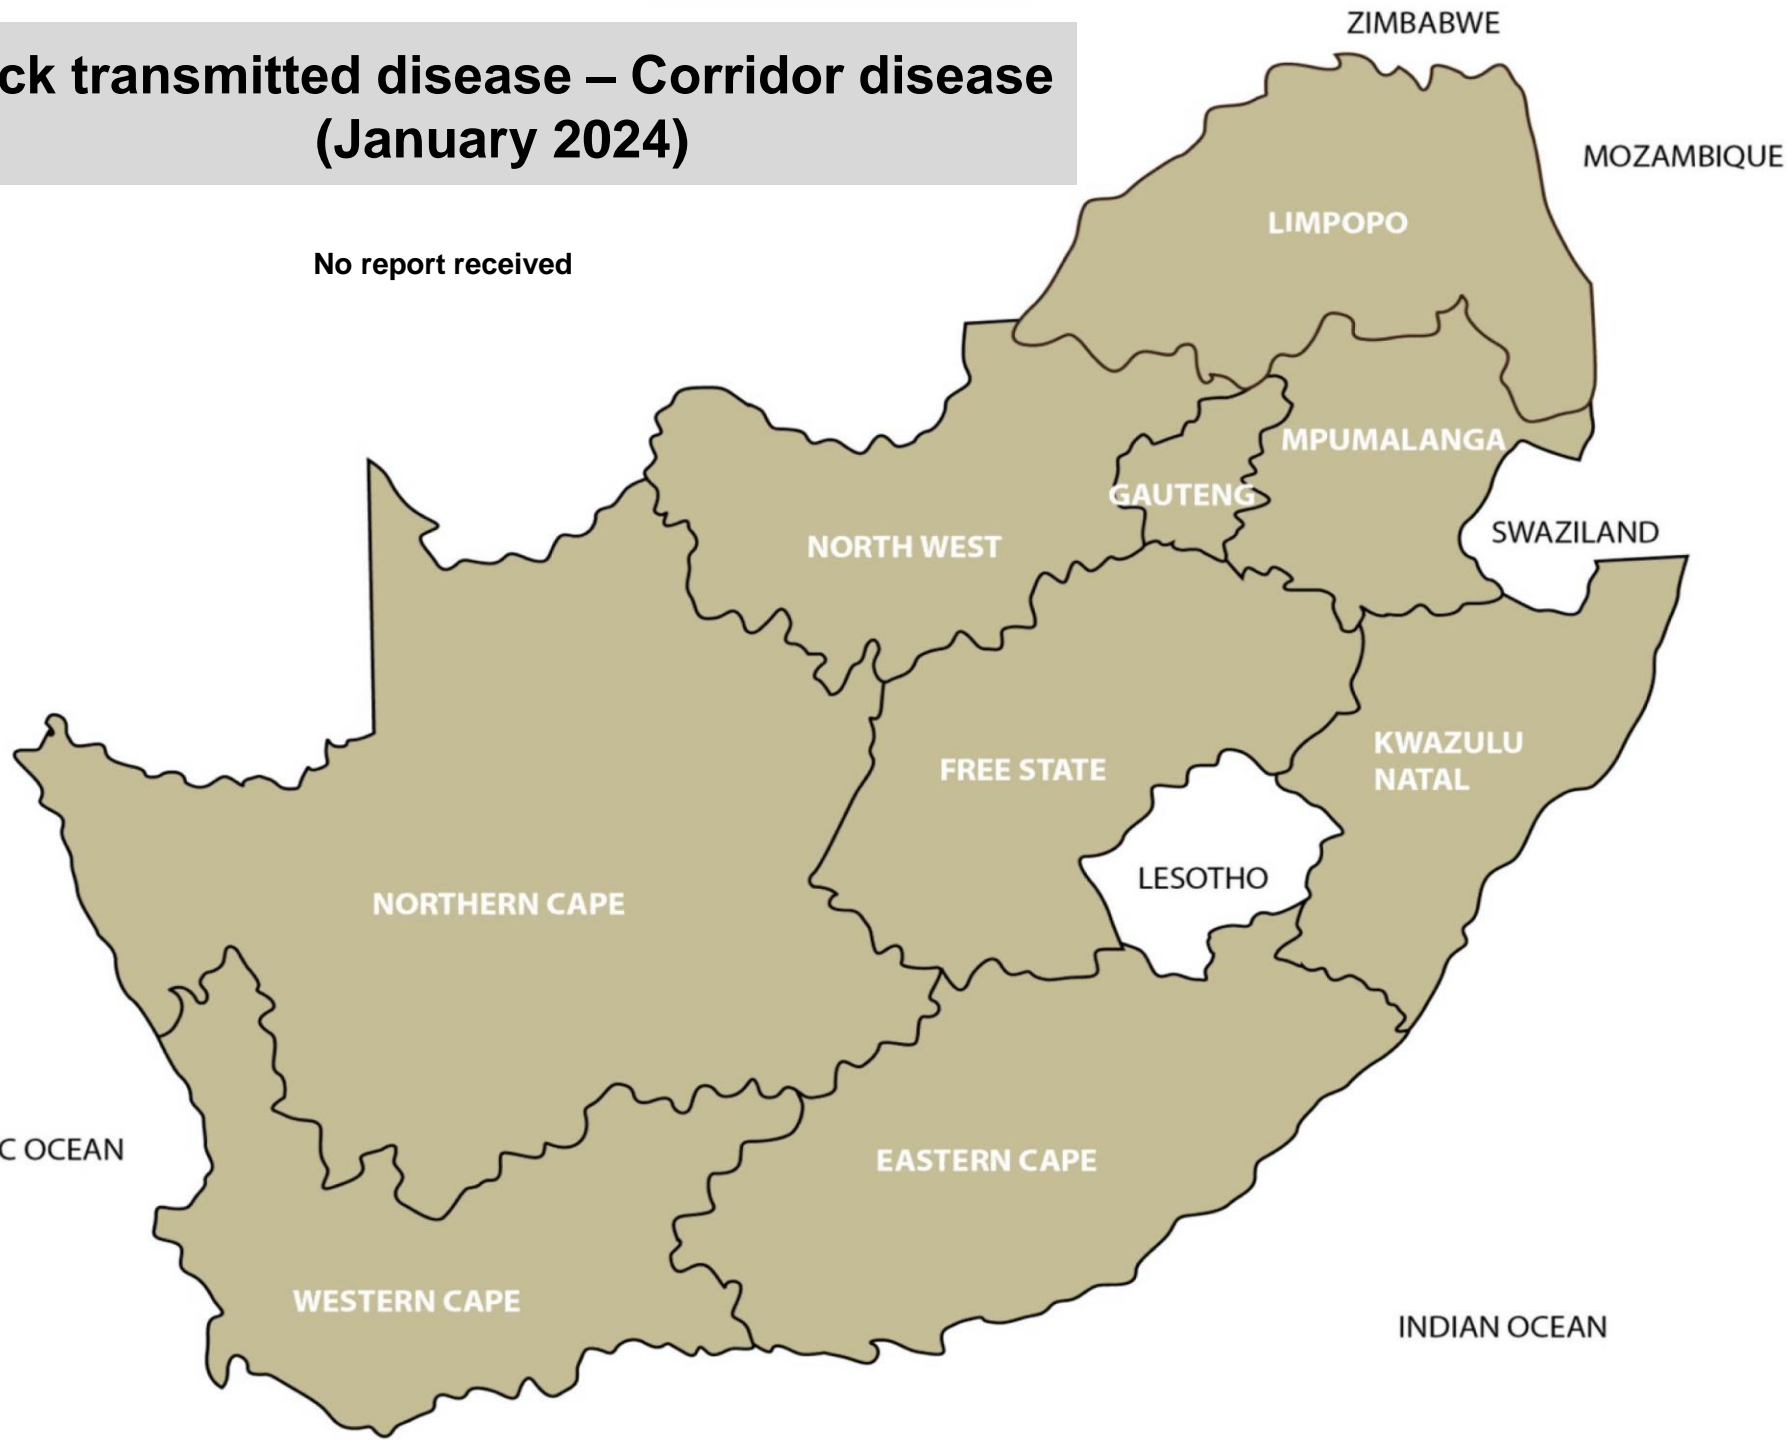 ZIMBABWE
ck transmitted disease – Corridor disease
(January 2024)
MOZAMBIQUE
LIMPOPO
No report received
MPUMALANGA
GAUTENG
SWAZILAND
NORTH WEST
KWAZULU
NATAL
FREE STATE
LESOTHO
NORTHERN CAPE
C OCEAN
EASTERN CAPE
WESTERN CAPE
INDIAN OCEAN